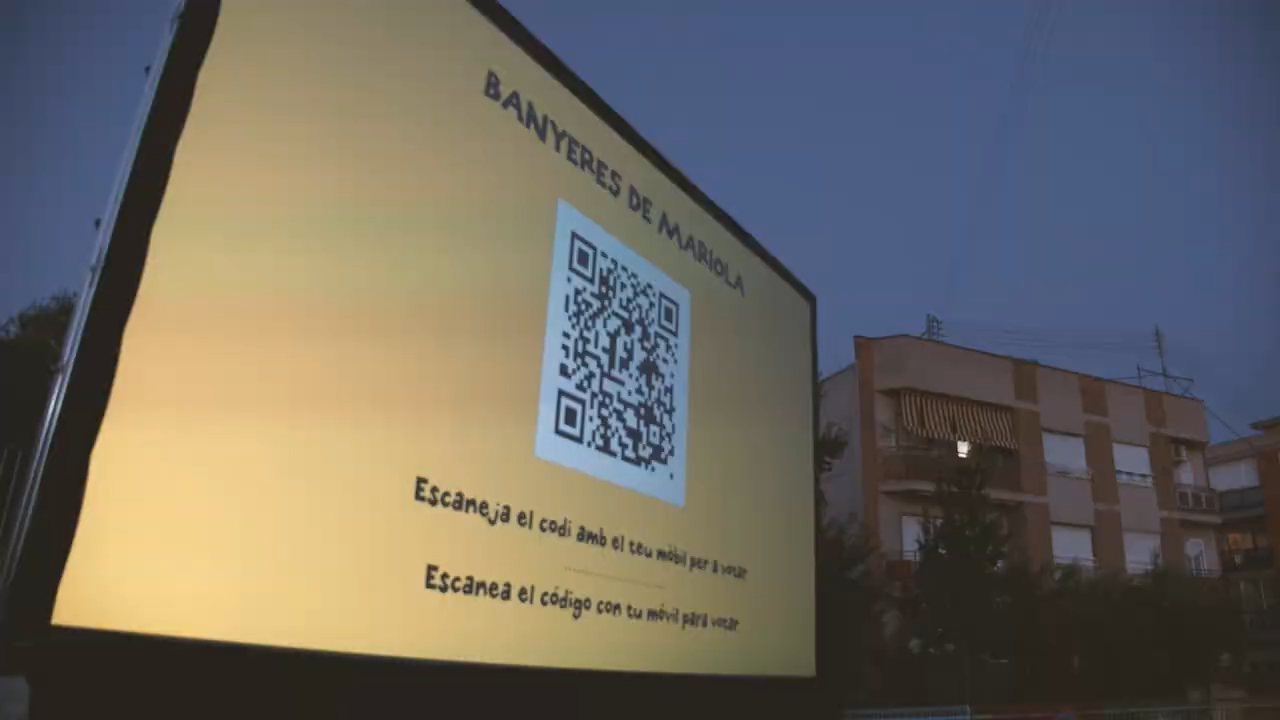 BANYERES DE MARIOLA
Escaneja el codi amb el teu mòbil per a votar
Escanea el código con tu móvil para votar